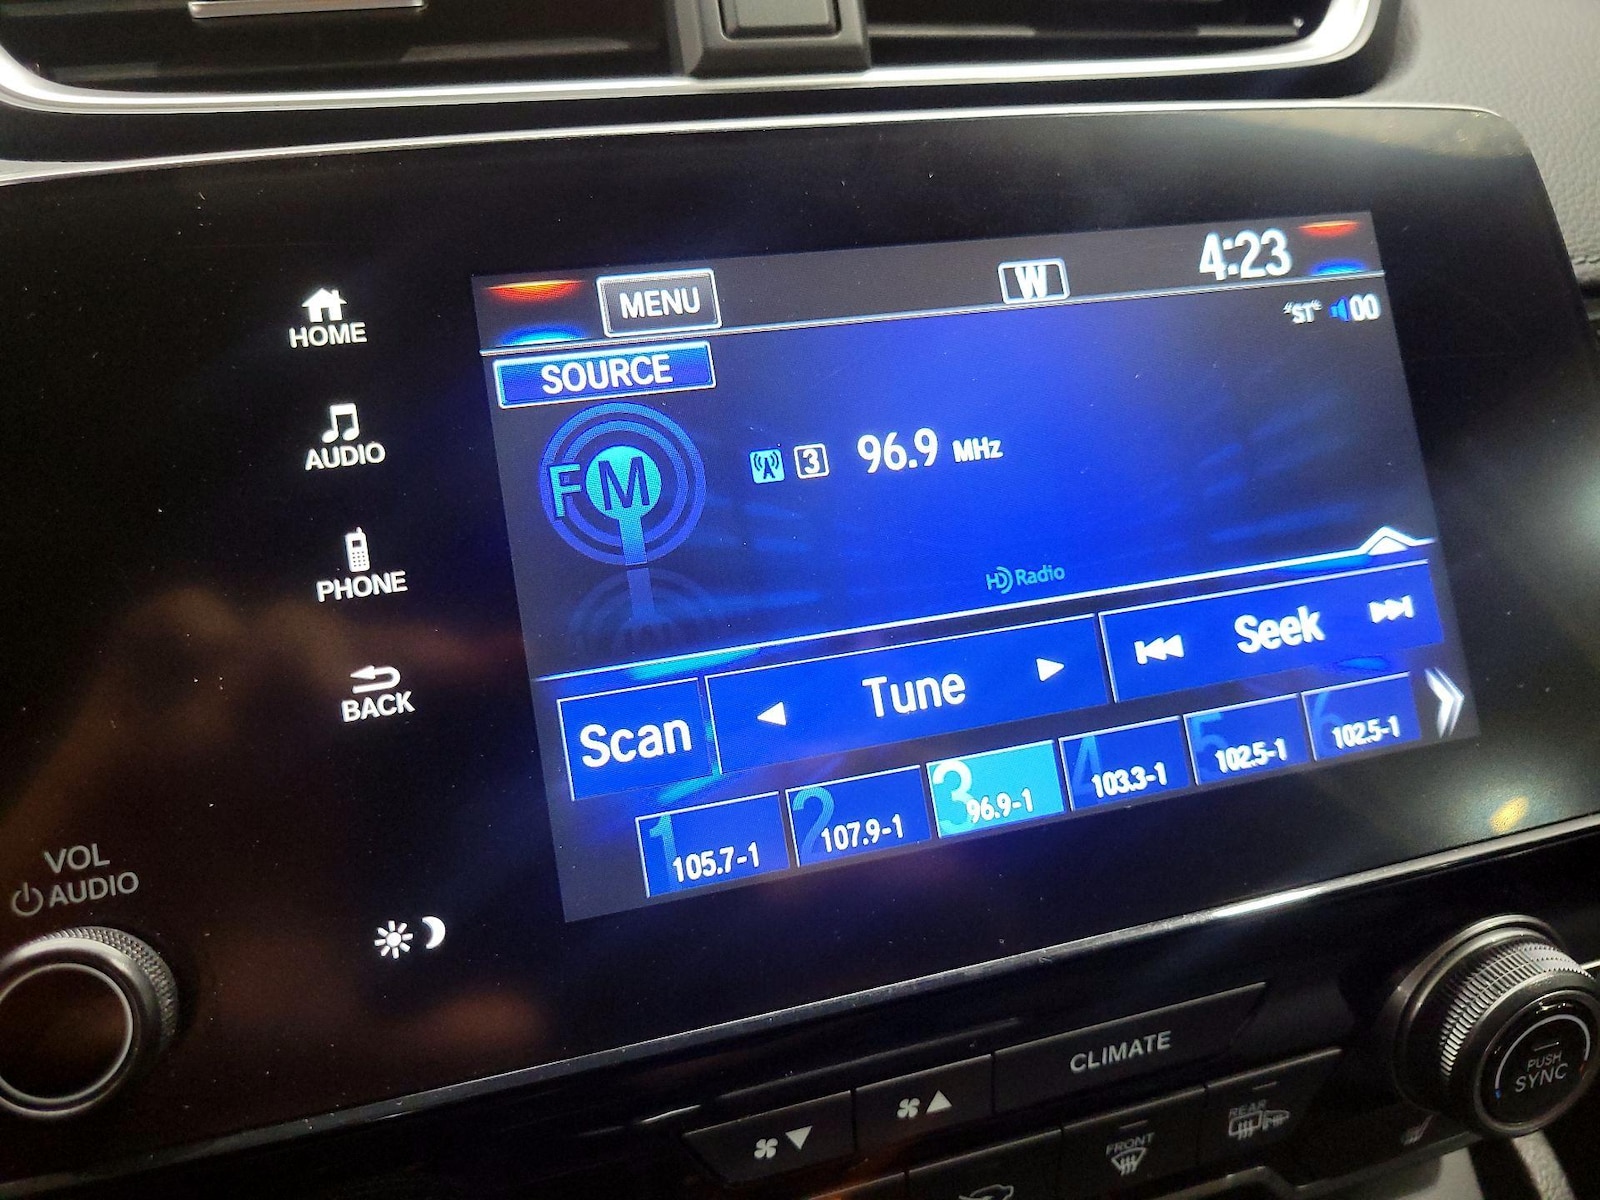 MENU
W
4:23
"ST"
00
SOURCE
FM
3
96.9 MHz
HD Radio
Scan
Tune
Seek
1 105.7-1
2 107.9-1
3 96.9-1
4 103.3-1
5 102.5-1
6 102.5-1
HOME
AUDIO
PHONE
BACK
VOL
AUDIO
CLIMATE
FRONT
REAR
PUSH
SYNC